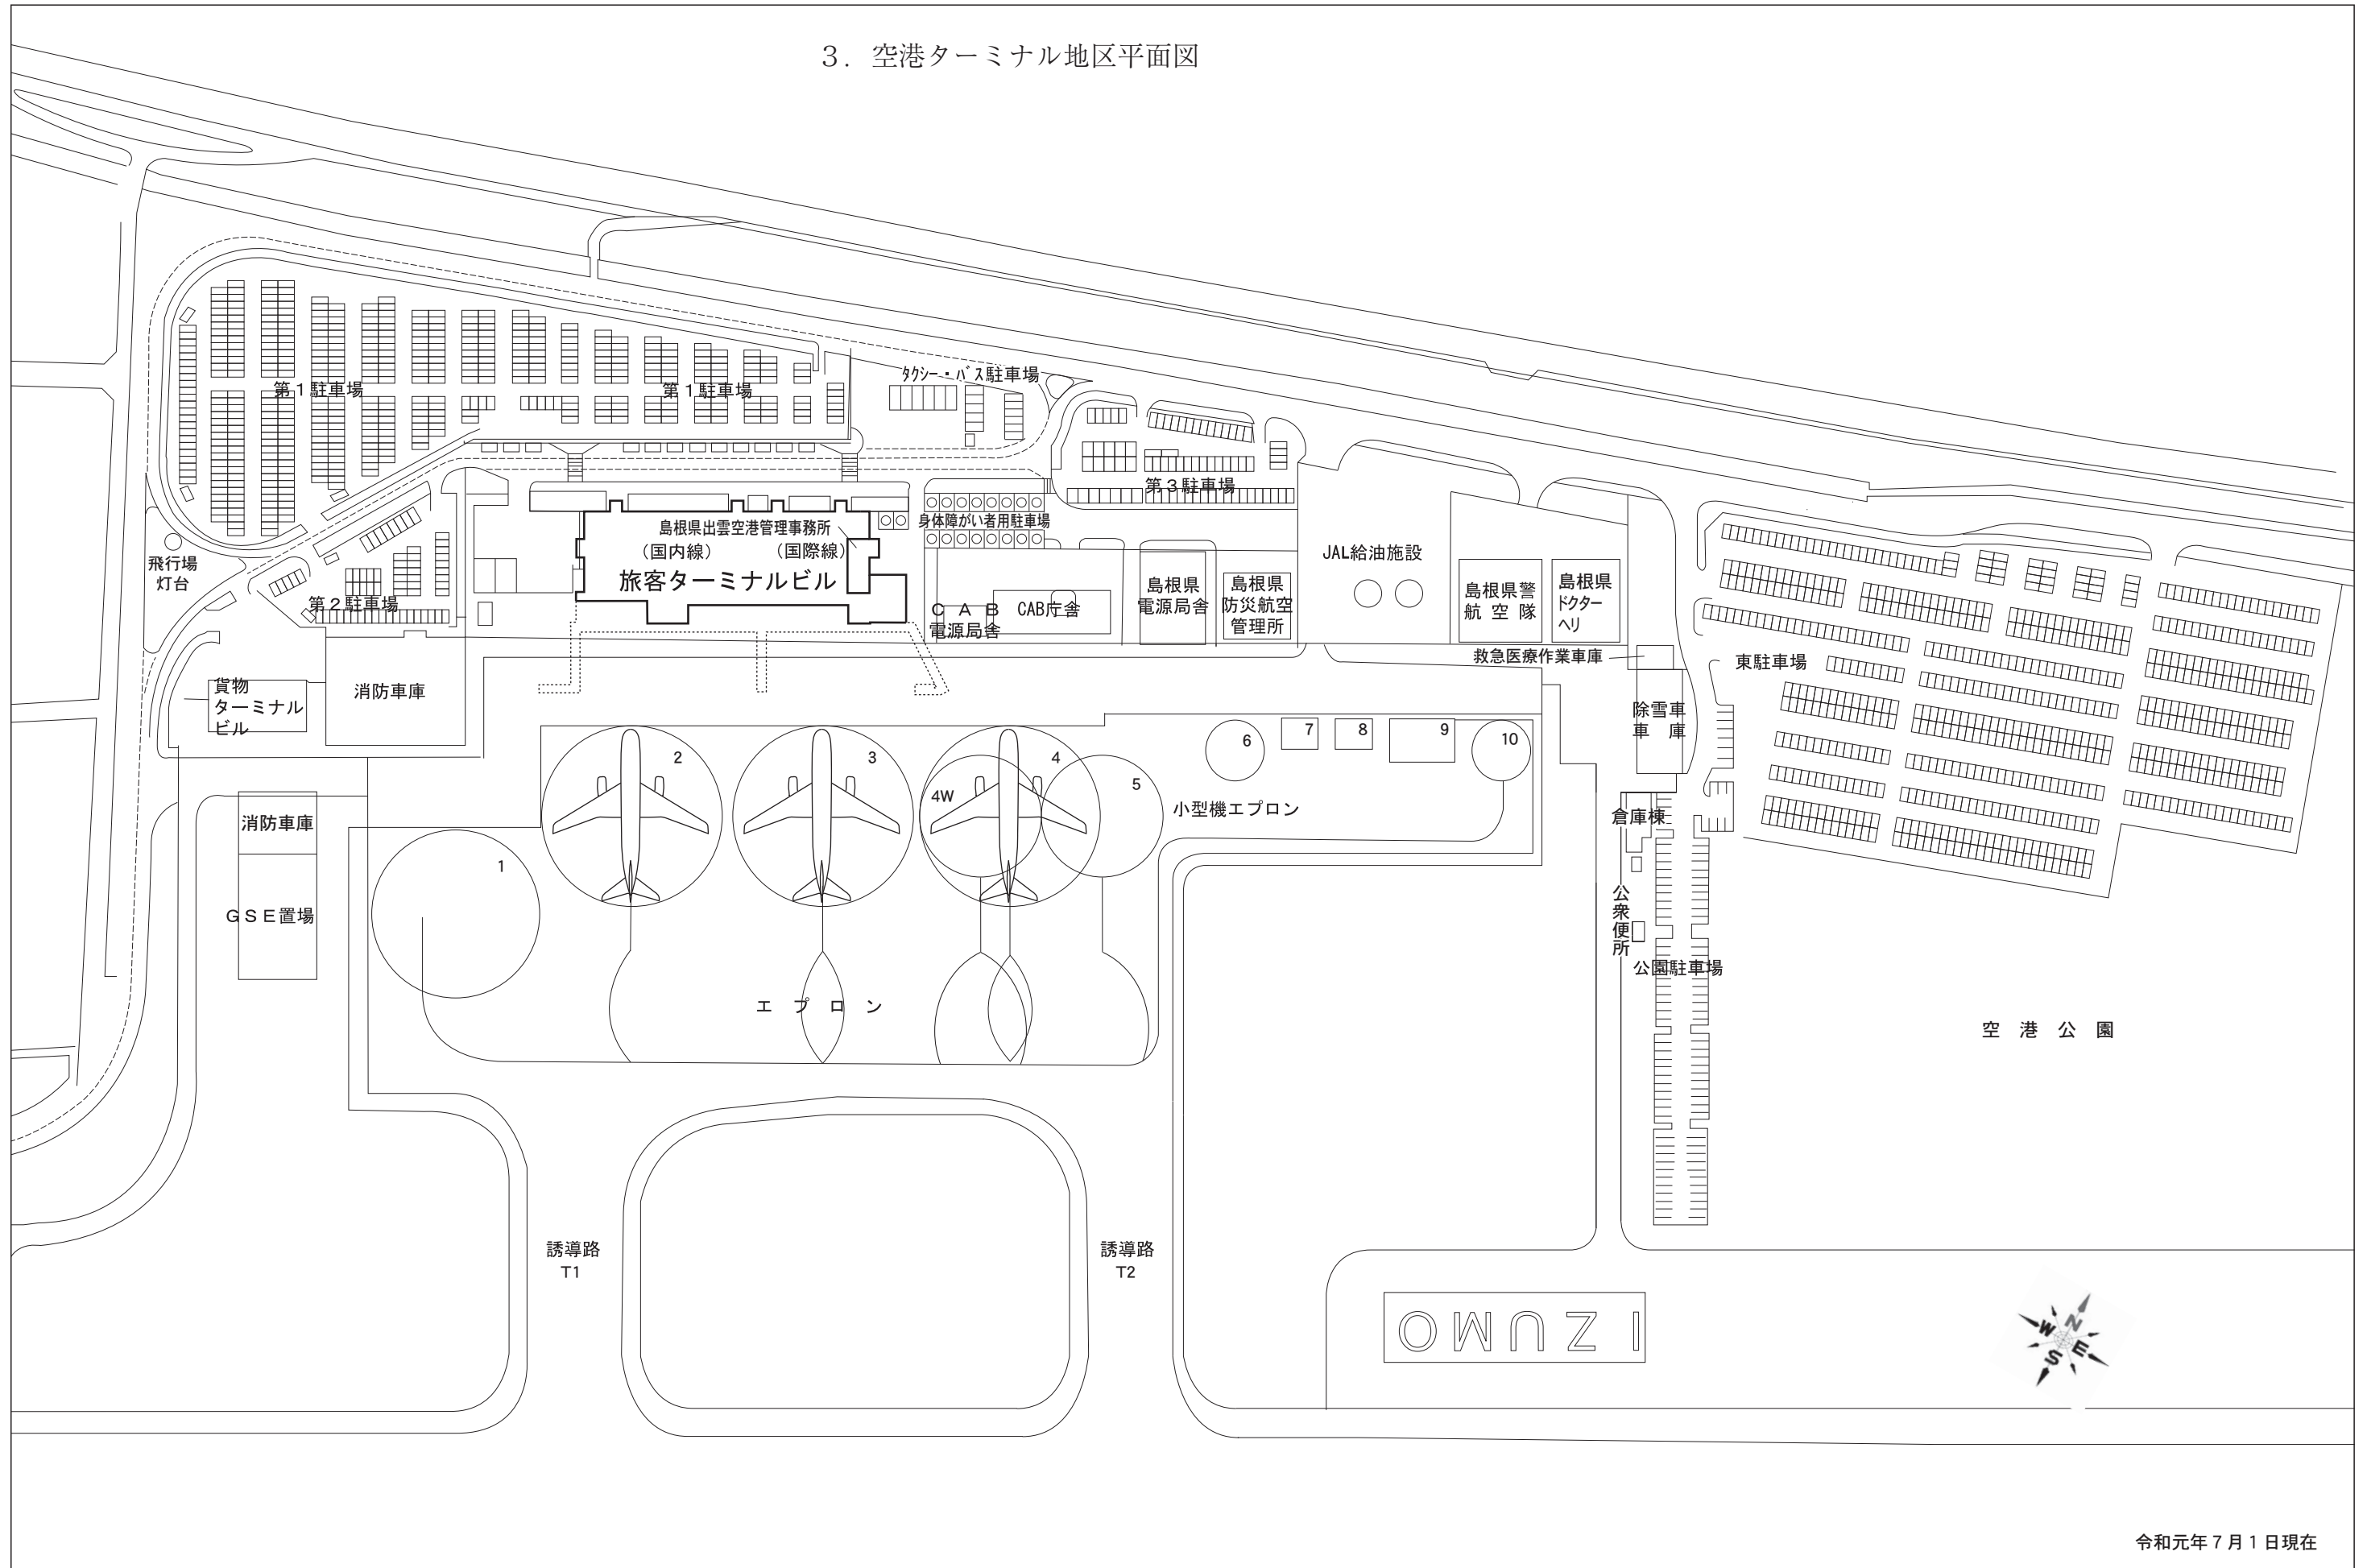 3．空港ターミナル地区平面図
第1駐車場
第1駐車場
ﾀｸｼｰ・ﾊﾞｽ駐車場
第3駐車場
身体障がい者用駐車場
島根県出雲空港管理事務所
（国内線）
（国際線）
旅客ターミナルビル
飛行場
灯台
第2駐車場
ＣＡＢ
電源局舎
CAB庁舎
島根県
電源局舎
島根県
防災航空
管理所
JAL給油施設
島根県警
航空隊
島根県
ﾄﾞｸﾀｰ
ﾍﾘ
救急医療作業車庫
東駐車場
貨物
ターミナル
ビル
消防車庫
除雪車
車庫
1
2
3
4
4W
5
6
7
8
9
10
小型機エプロン
消防車庫
GSE置場
倉庫棟
公衆便所
公園駐車場
エプロン
空港公園
誘導路
T1
誘導路
T2
IZUMO
N
W
E
S
令和元年7月1日現在